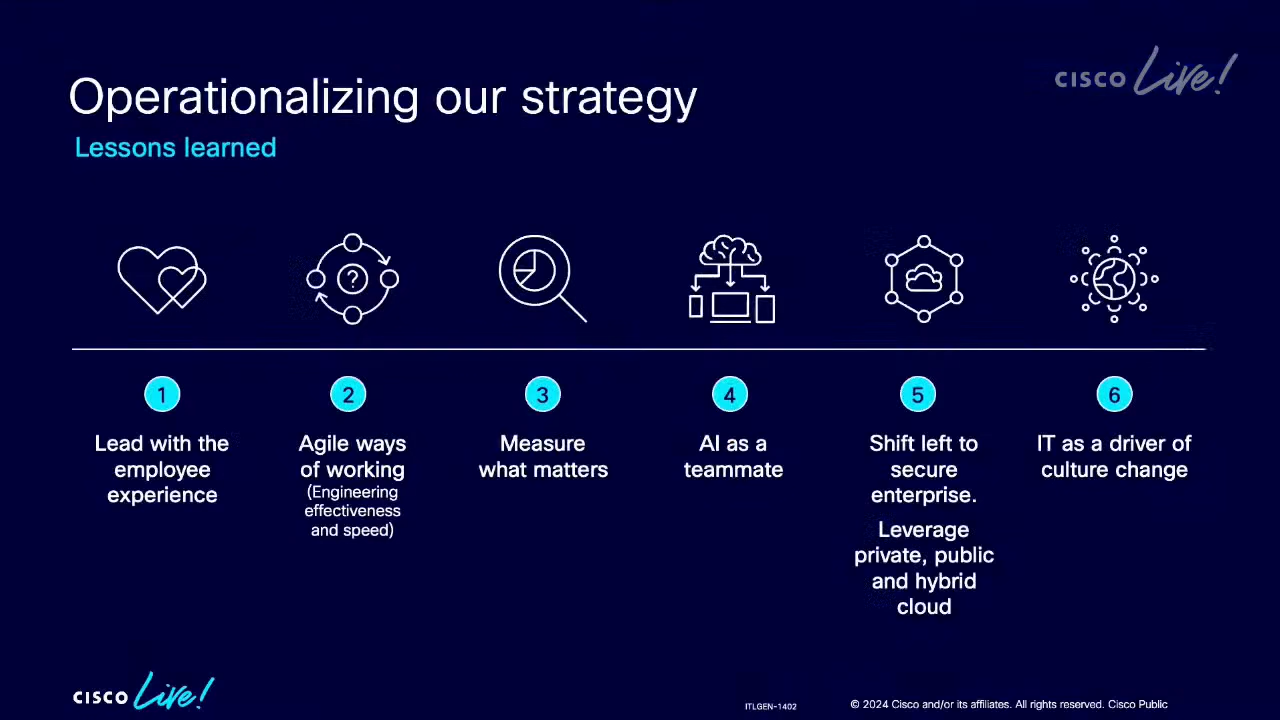 CISCO Live!
Operationalizing our strategy
Lessons learned
?
1
Lead with the
employee
experience
2
Agile ways
of working
(Engineering
effectiveness
and speed)
3
Measure
what matters
4
AI as a
teammate
5
Shift left to
secure
enterprise.
Leverage
private, public
and hybrid
cloud
6
IT as a driver of
culture change
CISCO Live!
ITLGEN-1402
© 2024 Cisco and/or its affiliates. All rights reserved. Cisco Public